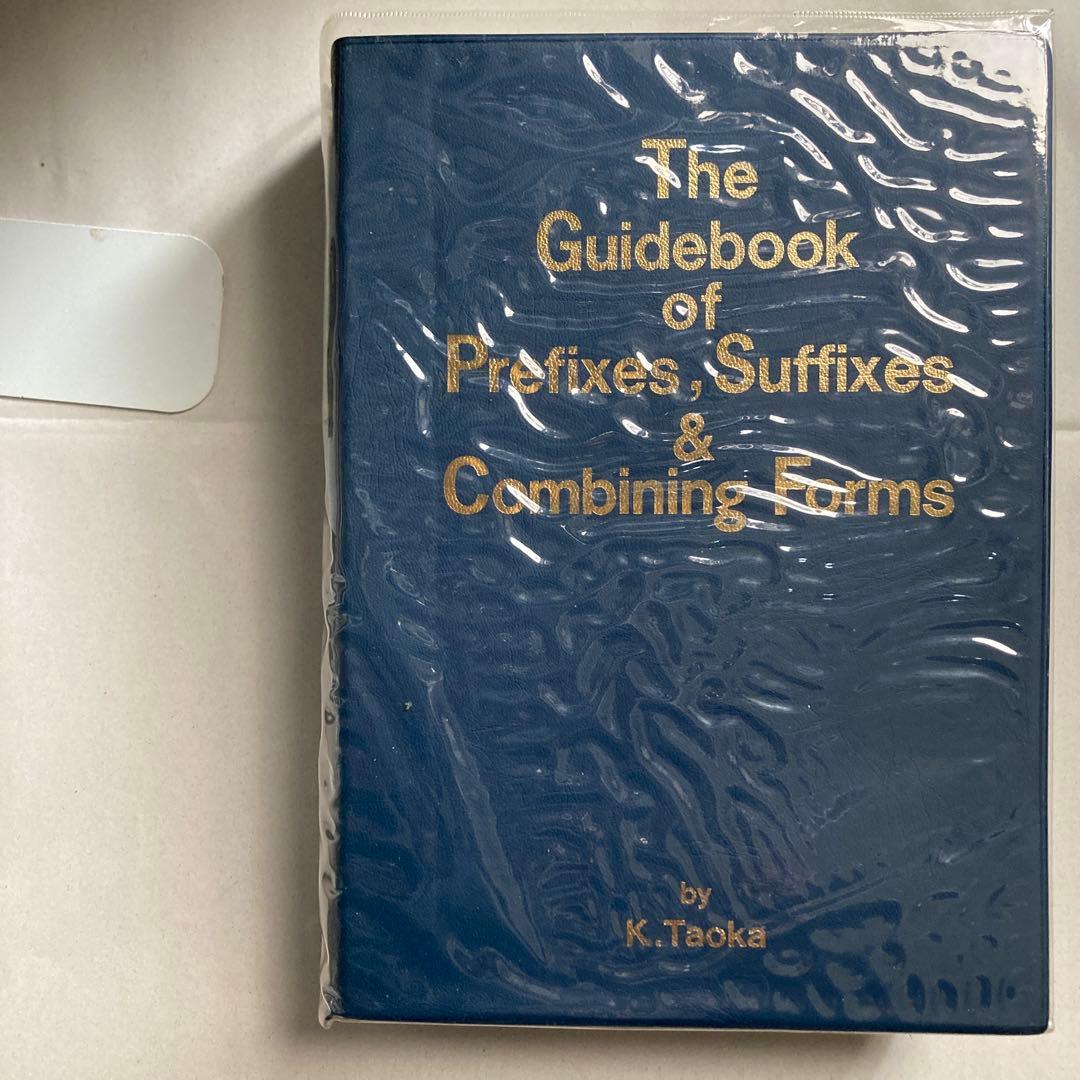 The
Guidebook
of
Prefixes, Suffixes
&
Combining Forms
by
K. Taoka